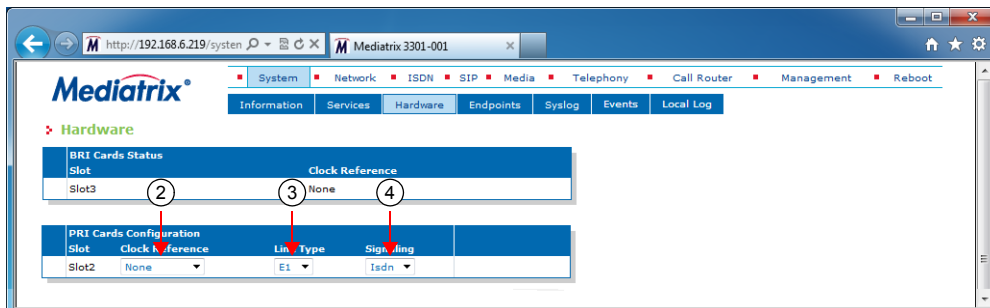 http://192.168.6.219/systen
Mediatrix 3301-001
Mediatrix®
System Network ISDN SIP Media Telephony Call Router Management Reboot
Information Services Hardware Endpoints Syslog Events Local Log
Hardware
BRI Cards Status
Slot Clock Reference
Slot3 None
2 3 4
PRI Cards Configuration
Slot Clock Reference Line Type Signaling
Slot2 None E1 Isdn